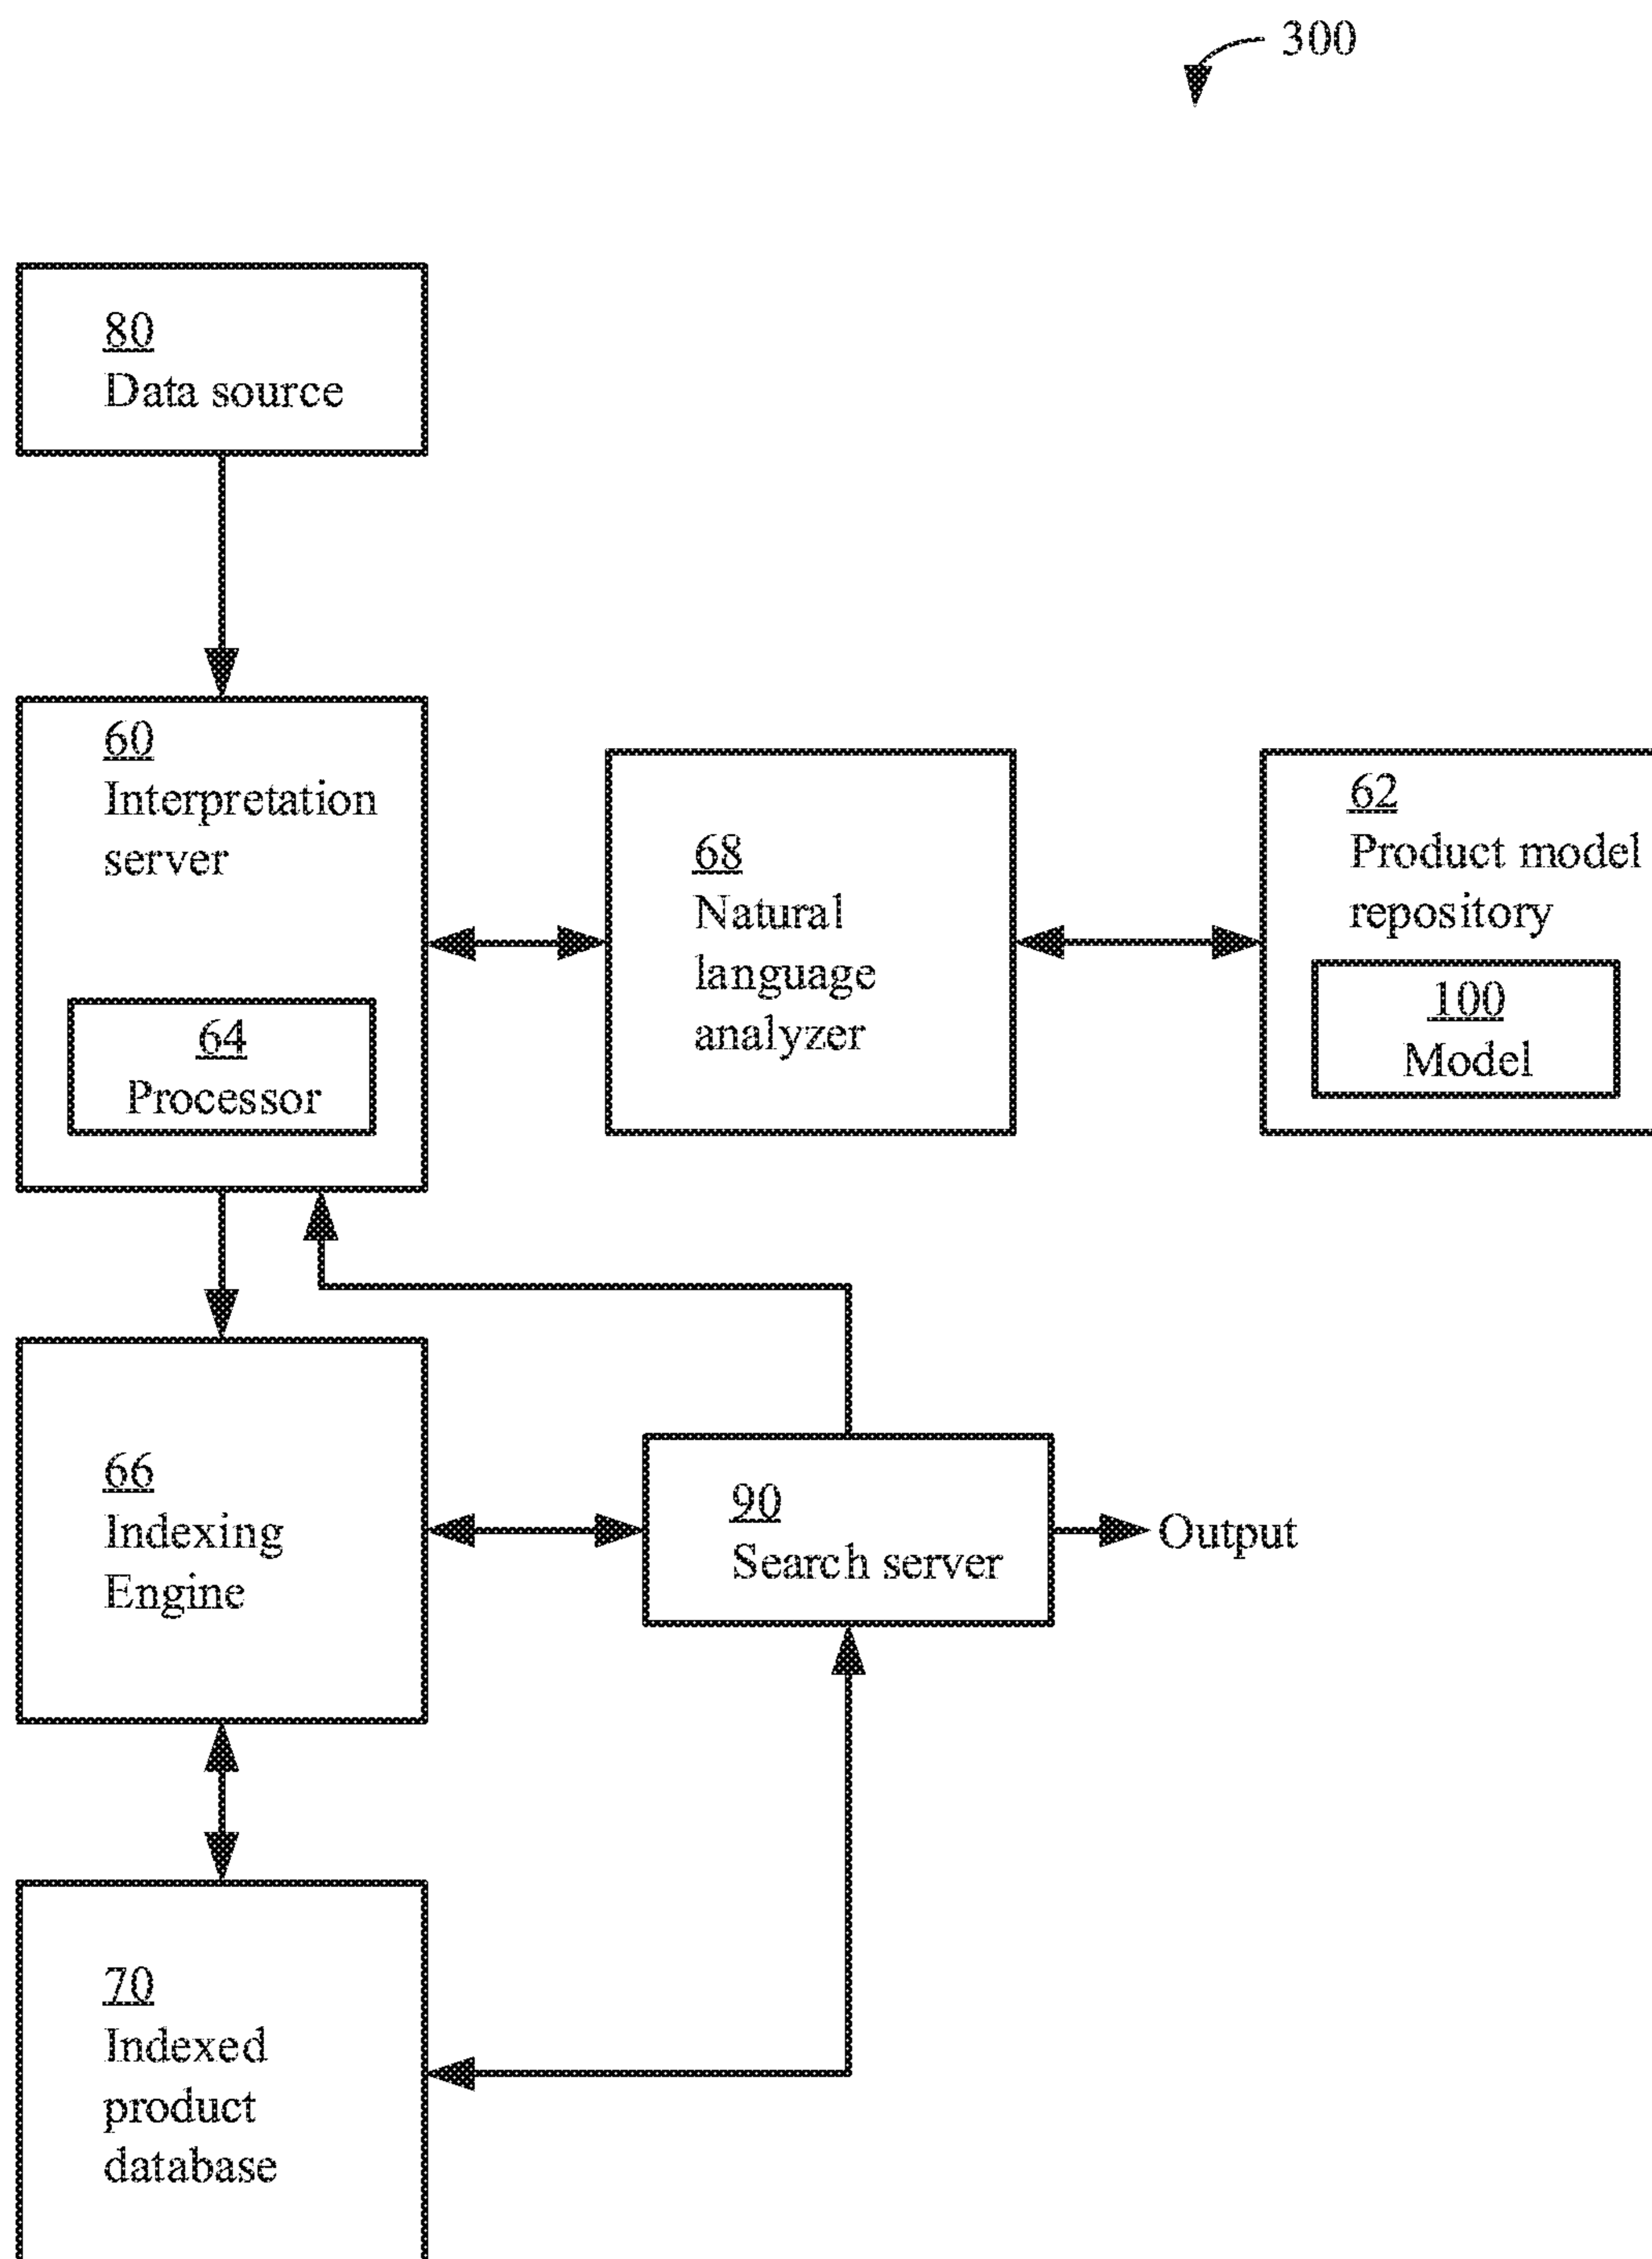 300
80
Data source
60
Interpretation
server
64
Processor
68
Natural
language
analyzer
62
Product model
repository
100
Model
66
Indexing
Engine
90
Search server
Output
70
Indexed
product
database